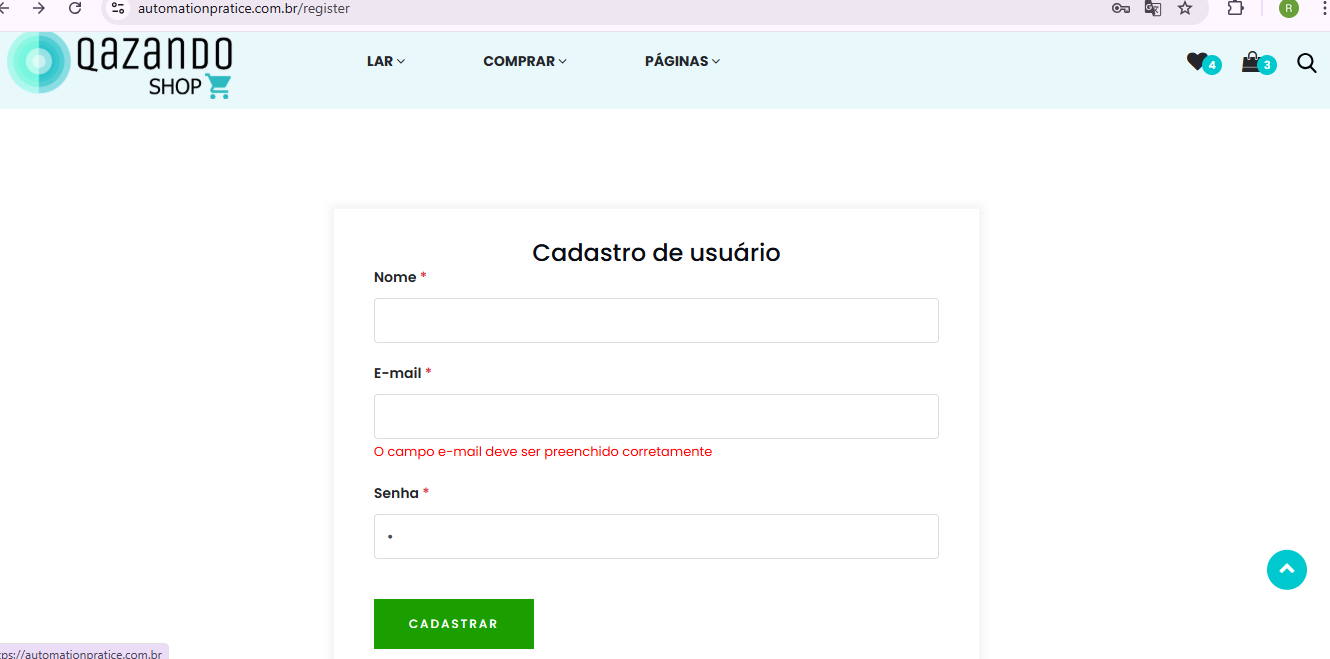 automationpratice.com.br/register
QAZANDO
SHOP
LAR
COMPRAR
PÁGINAS
4
3
R
Cadastro de usuário
Nome *
E-mail *
O campo e-mail deve ser preenchido corretamente
Senha *
•
CADASTRAR
tps://automationpratice.com.br